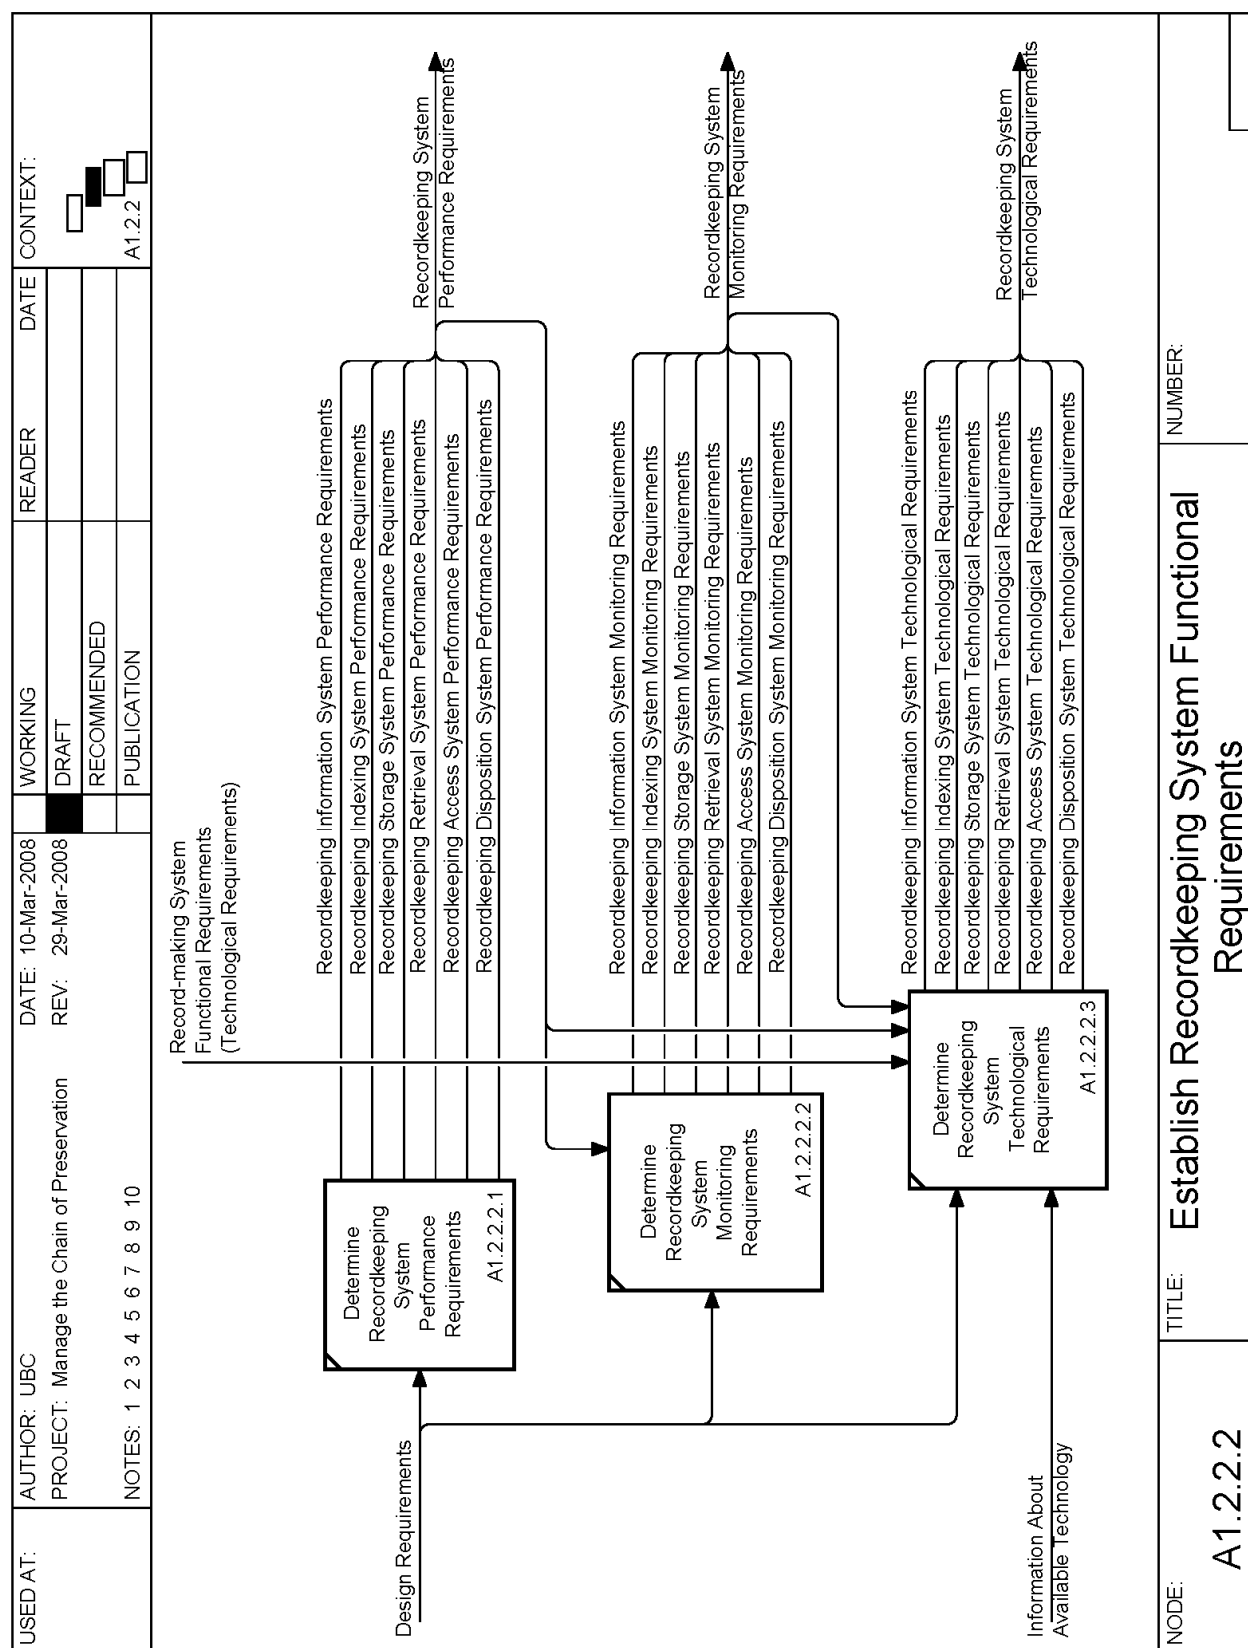 USED AT:
AUTHOR: UBC
PROJECT: Manage the Chain of Preservation
NOTES: 1 2 3 4 5 6 7 8 9 10
DATE: 10-Mar-2008
REV: 29-Mar-2008
WORKING
DRAFT
RECOMMENDED
PUBLICATION
READER
DATE
CONTEXT:
A1.2.2
Record-making System
Functional Requirements
(Technological Requirements)
Design Requirements
Determine
Recordkeeping
System
Performance
Requirements
A1.2.2.2.1
Recordkeeping Information System Performance Requirements
Recordkeeping Indexing System Performance Requirements
Recordkeeping Storage System Performance Requirements
Recordkeeping Retrieval System Performance Requirements
Recordkeeping Access System Performance Requirements
Recordkeeping Disposition System Performance Requirements
Recordkeeping System
Performance Requirements
Determine
Recordkeeping
System
Monitoring
Requirements
A1.2.2.2.2
Recordkeeping Information System Monitoring Requirements
Recordkeeping Indexing System Monitoring Requirements
Recordkeeping Storage System Monitoring Requirements
Recordkeeping Retrieval System Monitoring Requirements
Recordkeeping Access System Monitoring Requirements
Recordkeeping Disposition System Monitoring Requirements
Recordkeeping System
Monitoring Requirements
Information About
Available Technology
Determine
Recordkeeping
System
Technological
Requirements
A1.2.2.2.3
Recordkeeping Information System Technological Requirements
Recordkeeping Indexing System Technological Requirements
Recordkeeping Storage System Technological Requirements
Recordkeeping Retrieval System Technological Requirements
Recordkeeping Access System Technological Requirements
Recordkeeping Disposition System Technological Requirements
Recordkeeping System
Technological Requirements
NODE:
A1.2.2.2
TITLE:
Establish Recordkeeping System Functional
Requirements
NUMBER: